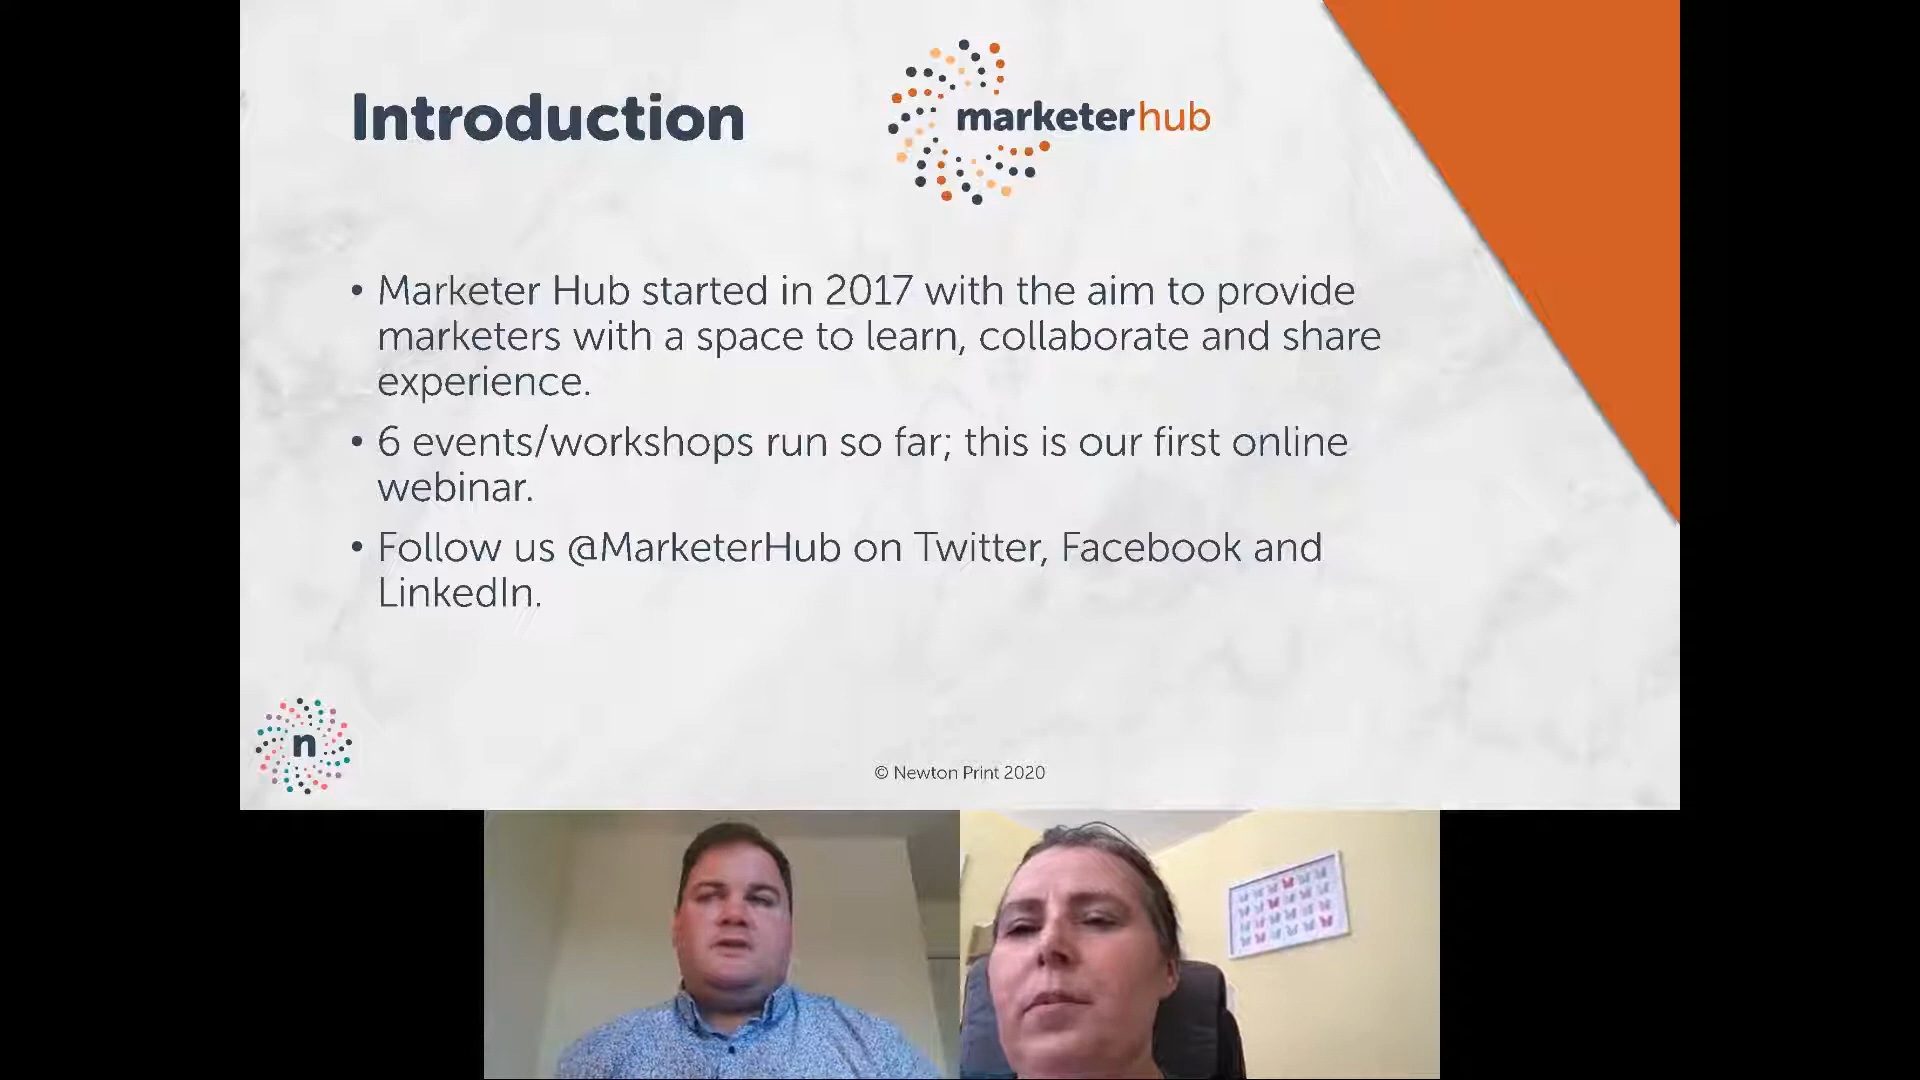 Introduction
marketerhub
• Marketer Hub started in 2017 with the aim to provide
marketers with a space to learn, collaborate and share
experience.
• 6 events/workshops run so far; this is our first online
webinar.
• Follow us @MarketerHub on Twitter, Facebook and
LinkedIn.
n
© Newton Print 2020